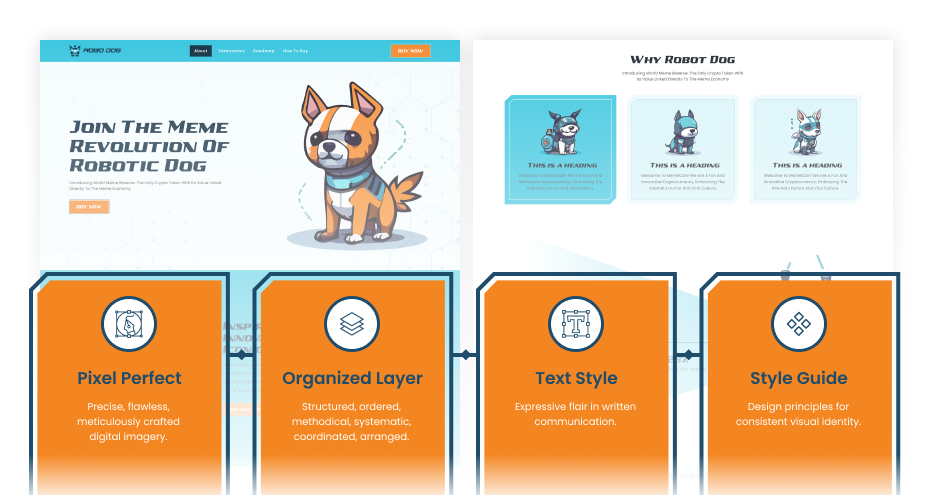 ROBO DOG
About Tokenomics Roadmap How To Buy
BUY NOW
JOIN THE MEME
REVOLUTION OF
ROBOTIC DOG
Introducing World Meme Reserve: The Only Crypto Token With Its Value Linked
Directly To The Meme Economy
BUY NOW
WHY ROBOT DOG
Introducing World Meme Reserve: The Only Crypto Token With
Its Value Linked Directly To The Meme Economy
THIS IS A HEADING
Welcome To MemeCoin! We Are A Fun And
Innovative Cryptocurrency, Embracing The
Internet's Humor And Viral Culture.
THIS IS A HEADING
Welcome To MemeCoin! We Are A Fun And
Innovative Cryptocurrency, Embracing The
Internet's Humor And Viral Culture.
THIS IS A HEADING
Welcome To MemeCoin! We Are A Fun And
Innovative Cryptocurrency, Embracing The
Internet's Humor And Viral Culture.
Pixel Perfect
Precise, flawless,
meticulously crafted
digital imagery.
Organized Layer
Structured, ordered,
methodical, systematic,
coordinated, arranged.
Text Style
Expressive flair in written
communication.
Style Guide
Design principles for
consistent visual identity.